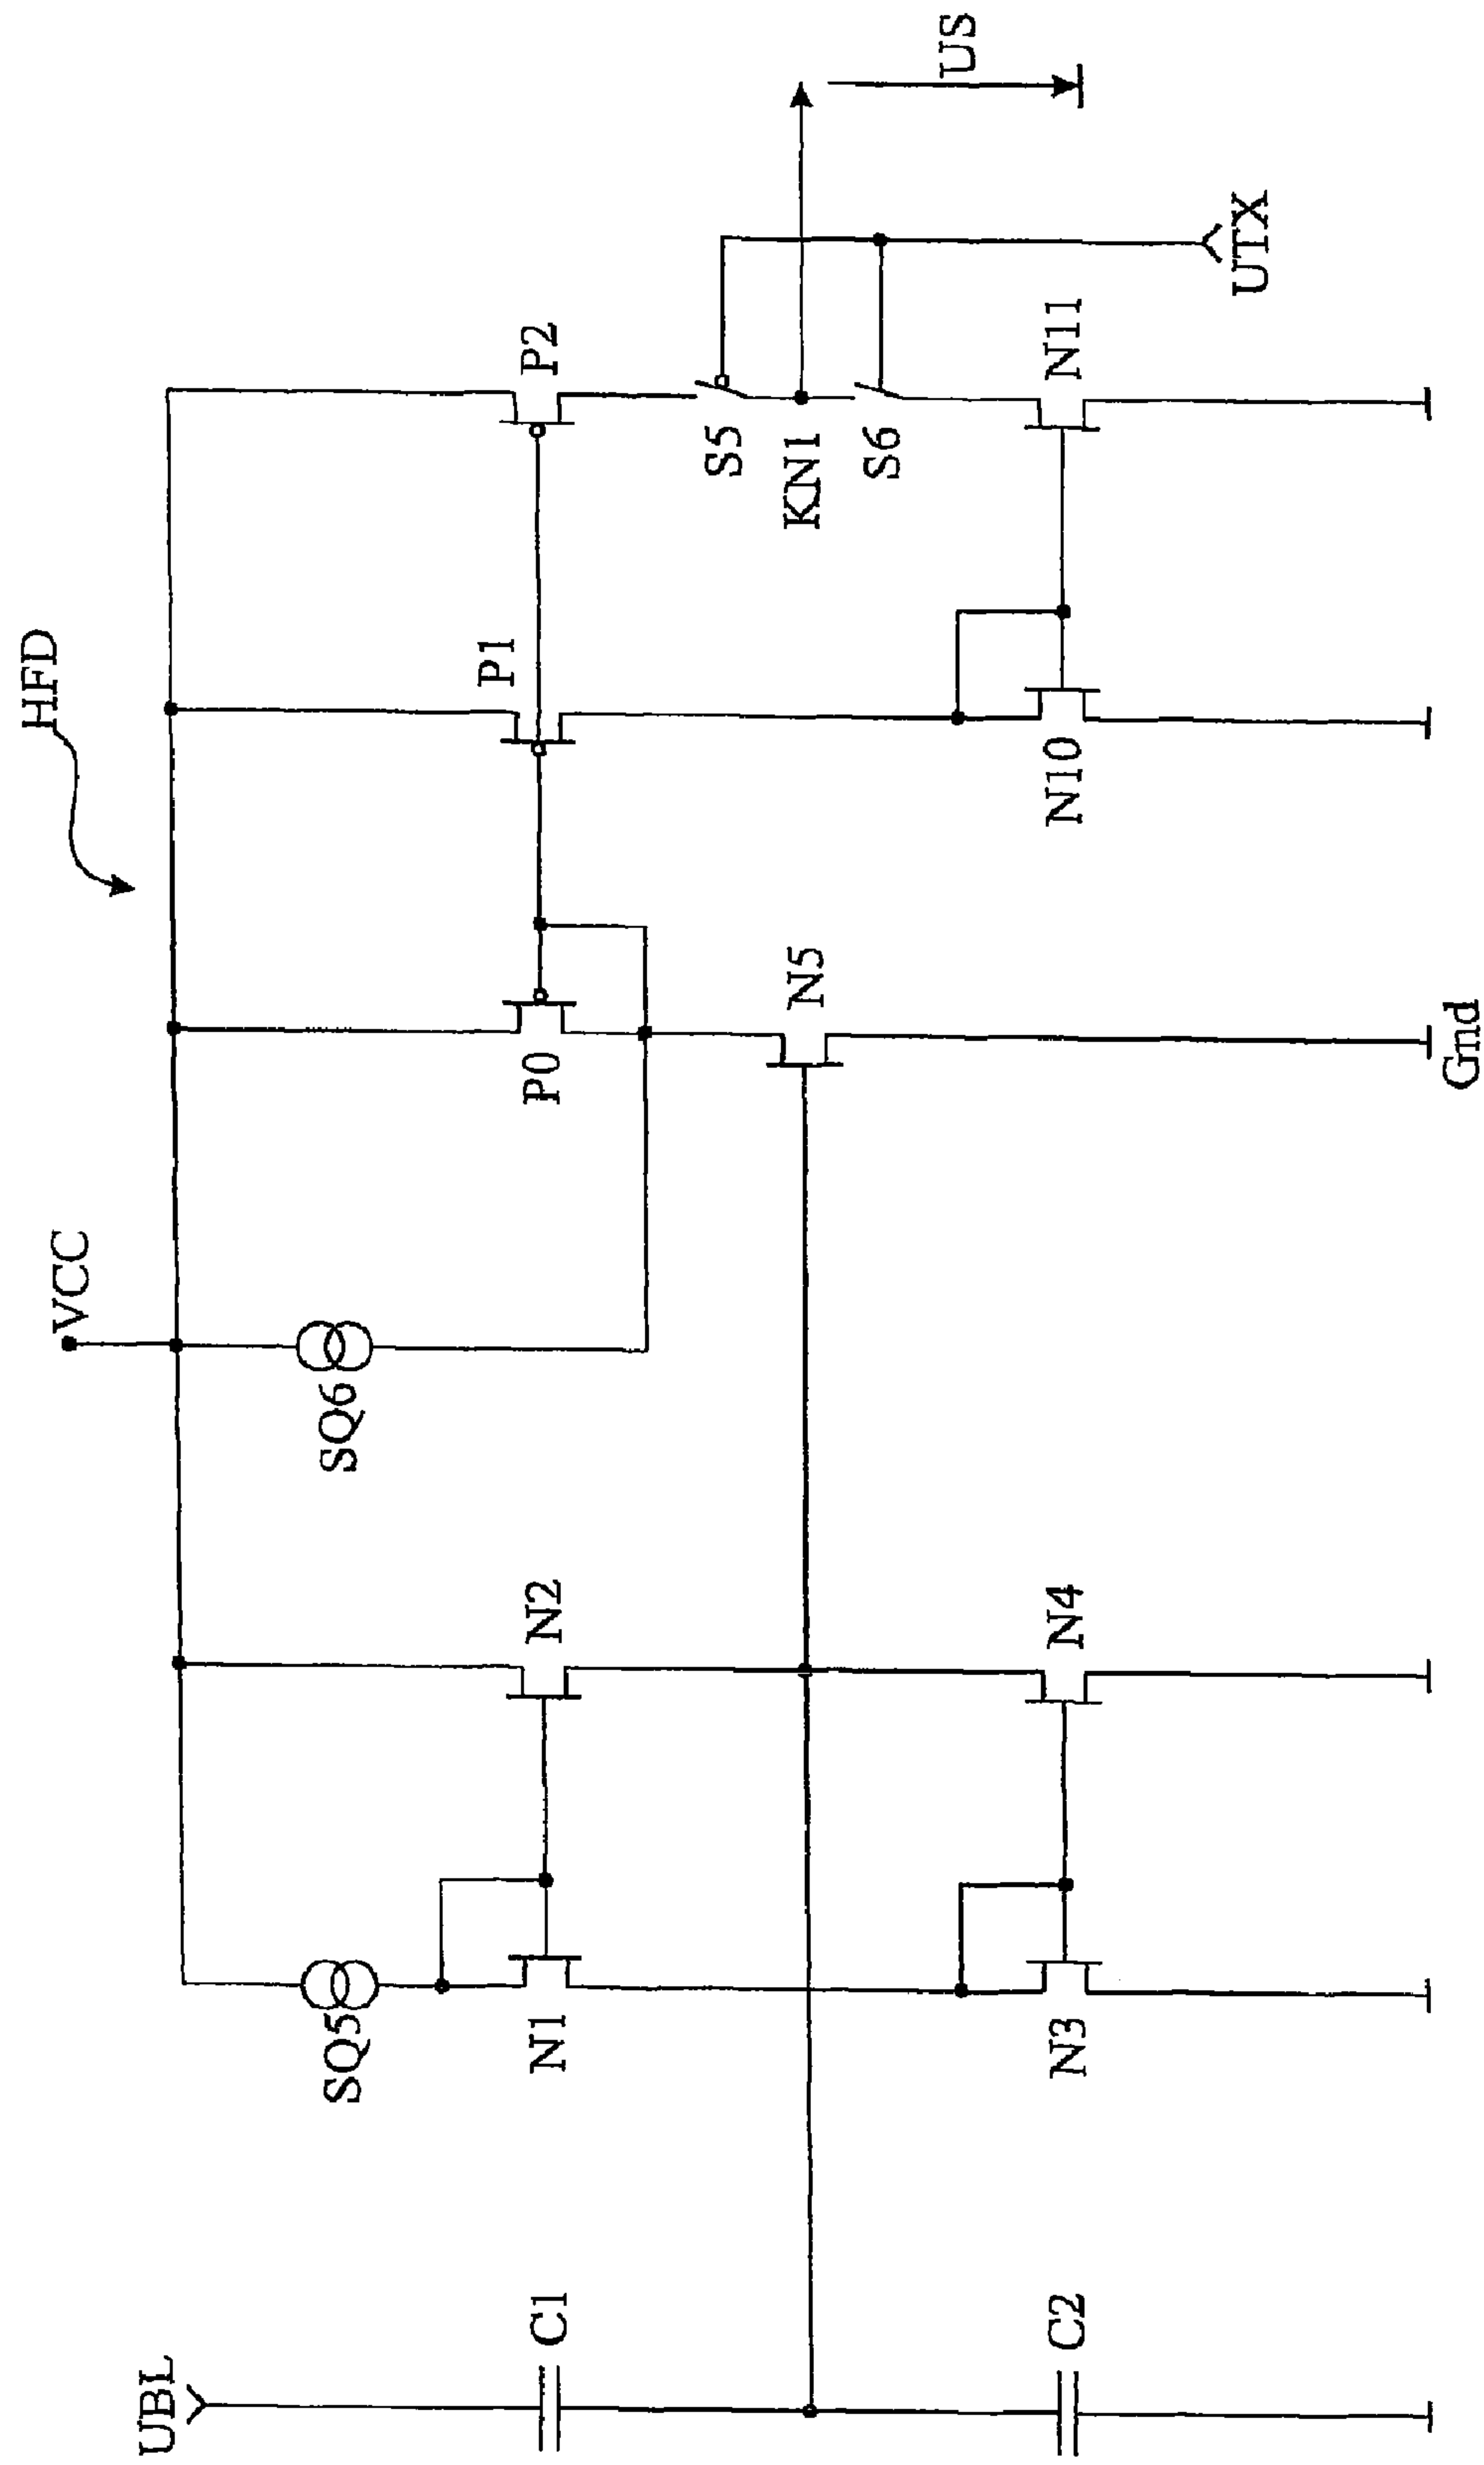 HFD
VCC
UBL
SQ5
SQ6
C1
N1
N2
P0
P1
P2
S5
KN1
S6
US
N5
C2
N3
N4
N10
N11
UTX
Gnd